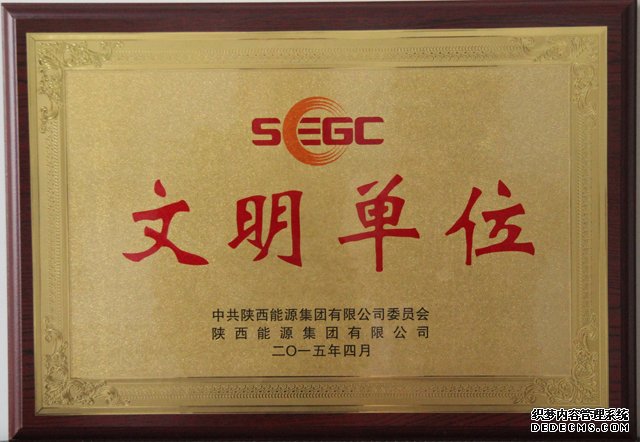 SEGC
文明单位
中共陕西能源集团有限公司委员会
陕西能源集团有限公司
二〇一五年四月
织梦内容管理系统
DEDECMS.COM